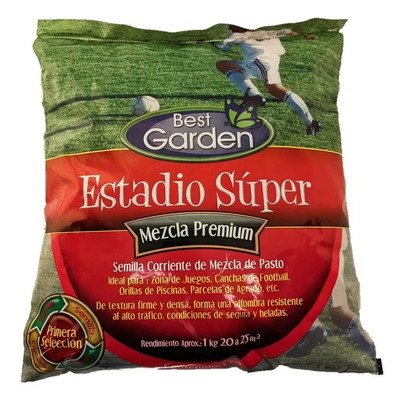 Best
Garden
Estadio Súper
Mezcla Premium
Semilla Corriente de Mezcla de Pasto
Ideal para : Zona de Juegos, Canchas de Football,
Orillas de Piscinas, Parcelas de Agrado, etc.
De textura firme y densa, forma una alfombra resistente
al alto tráfico, condiciones de sequía y heladas.
Primera
Selección
Semilla
Rendimiento Aprox.: 1 kg 20 a 25 m²